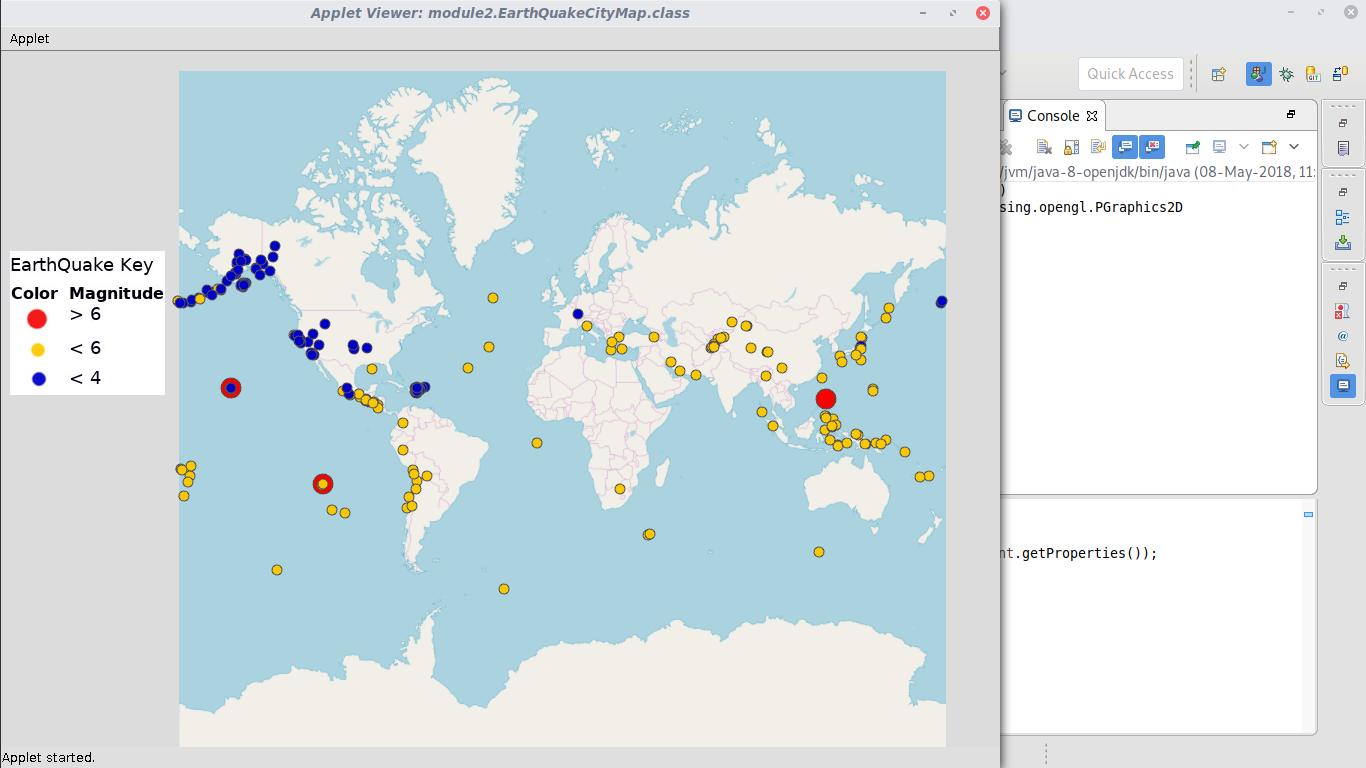 Applet Viewer: module2.EarthQuakeCityMap.class
Applet
Quick Access
Console
/jvm/java-8-openjdk/bin/java (08-May-2018, 11:
)
sing.opengl.PGraphics2D
EarthQuake Key
Color Magnitude
> 6
< 6
< 4
nt.getProperties());
Applet started.